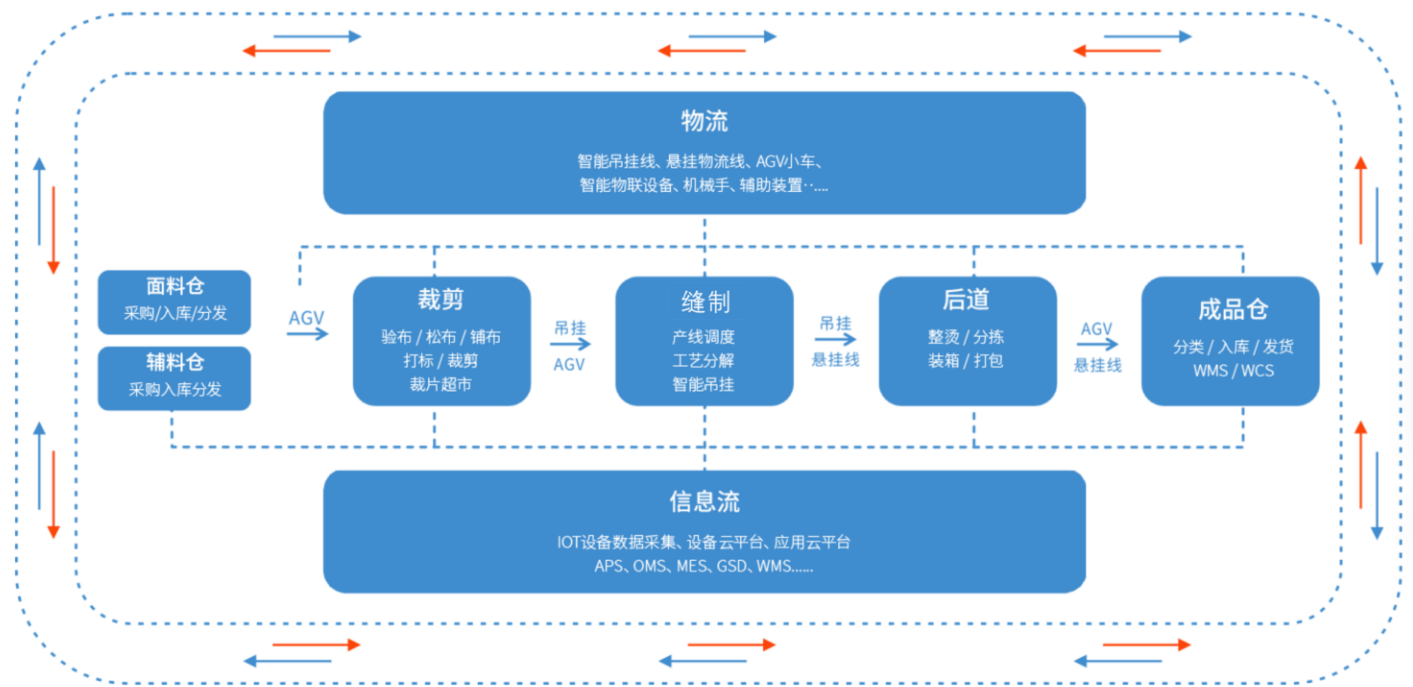 物流
智能吊挂线、悬挂物流线、AGV小车、
智能物联设备、机械手、辅助装置······
面料仓
采购/入库/分发
辅料仓
采购入库分发
AGV
裁剪
验布 / 松布 / 铺布
打标 / 裁剪
裁片超市
吊挂
AGV
缝制
产线调度
工艺分解
智能吊挂
吊挂
悬挂线
后道
整烫 / 分拣
装箱 / 打包
AGV
悬挂线
成品仓
分类 / 入库 / 发货
WMS / WCS
信息流
IOT设备数据采集、设备云平台、应用云平台
APS、OMS、MES、GSD、WMS......